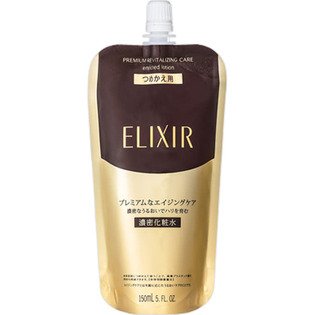 PREMIUM REVITALIZING CARE
enriched lotion
つめかえ用
ELIXIR
プレミアムなエイジングケア
濃密なうるおいでハリを育む
濃密化粧水
150mL 5. FL. OZ.